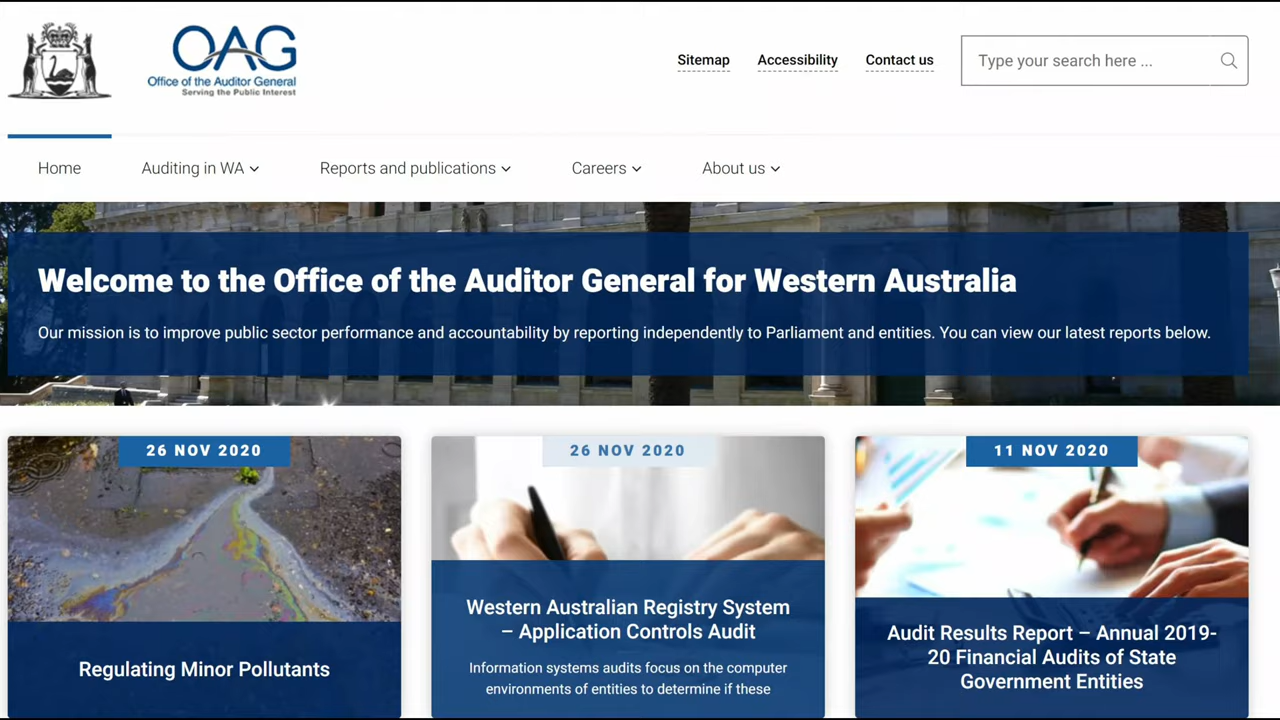 OAG
Office of the Auditor General
Serving the Public Interest
Sitemap
Accessibility
Contact us
Type your search here ...
Home
Auditing in WA
Reports and publications
Careers
About us
Welcome to the Office of the Auditor General for Western Australia
Our mission is to improve public sector performance and accountability by reporting independently to Parliament and entities. You can view our latest reports below.
26 NOV 2020
Regulating Minor Pollutants
26 NOV 2020
Western Australian Registry System
– Application Controls Audit
Information systems audits focus on the computer
environments of entities to determine if these
11 NOV 2020
Audit Results Report – Annual 2019-
20 Financial Audits of State
Government Entities